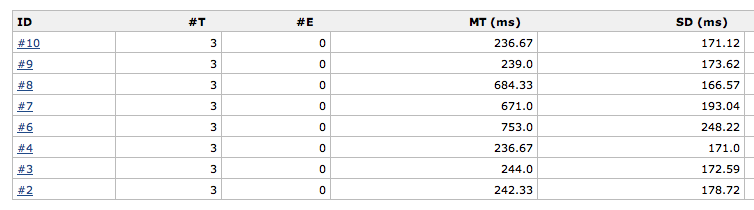 ID #T #E MT (ms) SD (ms)
#10 3 0 236.67 171.12
#9 3 0 239.0 173.62
#8 3 0 684.33 166.57
#7 3 0 671.0 193.04
#6 3 0 753.0 248.22
#4 3 0 236.67 171.0
#3 3 0 244.0 172.59
#2 3 0 242.33 178.72